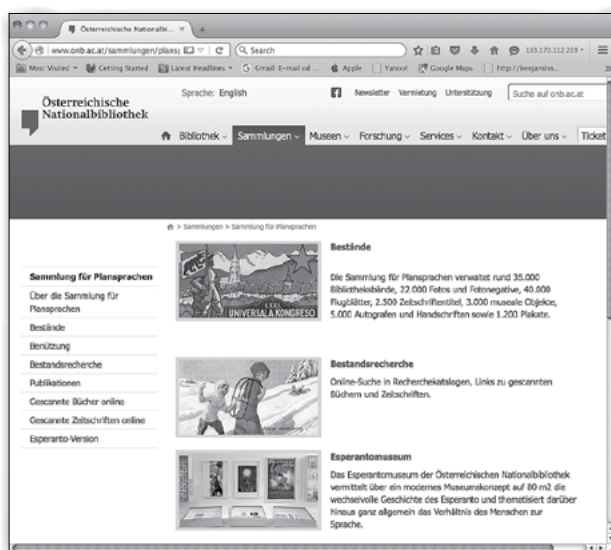 Österreichische Nationalbi...
www.onb.ac.at/sammlungen/plans
Search
193.173.112.219
Most Visited
Getting Started
Latest Headlines
Gmail: E-mail od ...
Apple
Yahoo!
Google Maps
http://benjamins...
Österreichische
Nationalbibliothek
Sprache: English
Newsletter Vermietung Unterstützung
Suche auf onb.ac.at
Bibliothek Sammlungen Museen Forschung Services Kontakt Über uns Ticket
> Sammlungen > Sammlung für Plansprachen
Sammlung für Plansprachen
Über die Sammlung für
Plansprachen
Bestände
Benützung
Bestandsrecherche
Publikationen
Gescannte Bücher online
Gescannte Zeitschriften online
Esperanto-Version
UNIVERSALA KONGRESO
Bestände
Die Sammlung für Plansprachen verwaltet rund 35.000
Bibliotheksbände, 22.000 Fotos und Fotonegative, 40.000
Flugblätter, 2.500 Zeitschriftentitel, 3.000 museale Objekte,
5.000 Autografen und Handschriften sowie 1.200 Plakate.
Bestandsrecherche
Online-Suche in Recherchekatalogen, Links zu gescannten
Büchern und Zeitschriften.
Esperantomuseum
Das Esperantomuseum der Österreichischen Nationalbibliothek
vermittelt über ein modernes Museumskonzept auf 80 m2 die
wechselvolle Geschichte des Esperanto und thematisiert darüber
hinaus ganz allgemein das Verhältnis des Menschen zur
Sprache.